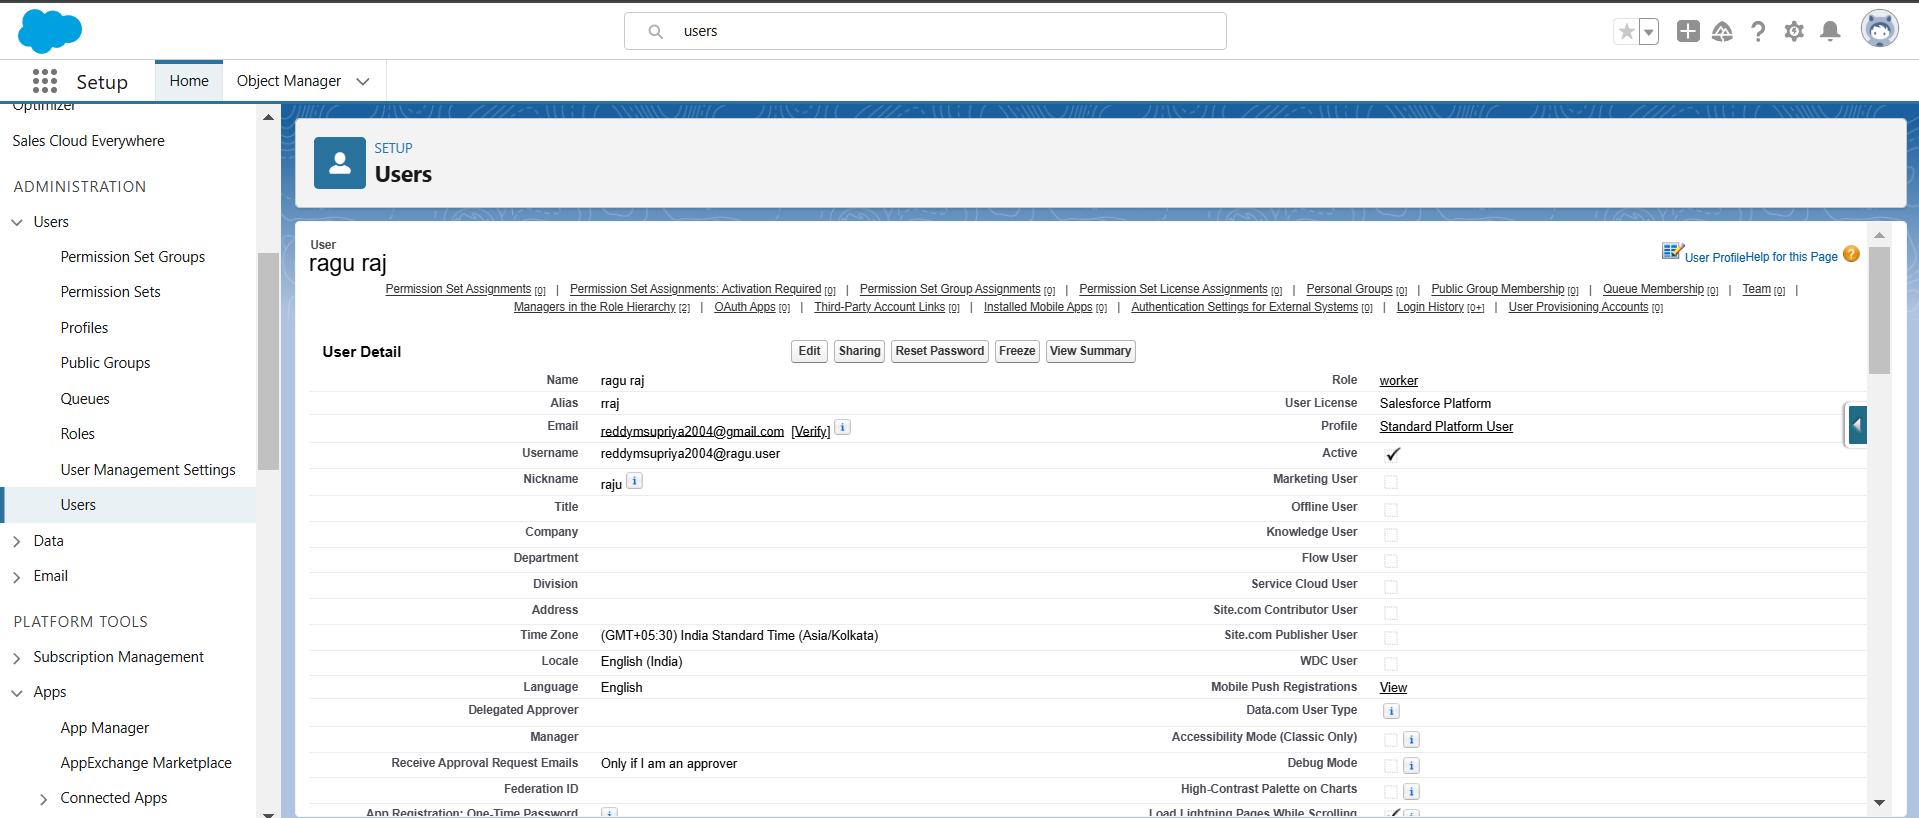 users
Setup
Home
Object Manager
Optimizer
Sales Cloud Everywhere
ADMINISTRATION
Users
Permission Set Groups
Permission Sets
Profiles
Public Groups
Queues
Roles
User Management Settings
Users
Data
Email
PLATFORM TOOLS
Subscription Management
Apps
App Manager
AppExchange Marketplace
Connected Apps
SETUP
Users
User
ragu raj
User Profile Help for this Page ?
Permission Set Assignments [0] | Permission Set Assignments: Activation Required [0] | Permission Set Group Assignments [0] | Permission Set License Assignments [0] | Personal Groups [0] | Public Group Membership [0] | Queue Membership [0] | Team [0] |
Managers in the Role Hierarchy [2] | OAuth Apps [0] | Third-Party Account Links [0] | Installed Mobile Apps [0] | Authentication Settings for External Systems [0] | Login History [0+] | User Provisioning Accounts [0]
User Detail
Edit Sharing Reset Password Freeze View Summary
Name ragu raj
Role worker
Alias rraj
User License Salesforce Platform
Email reddymsupriya2004@gmail.com [Verify] i
Profile Standard Platform User
Username reddymsupriya2004@ragu.user
Active
Nickname raju i
Marketing User
Title
Offline User
Company
Knowledge User
Department
Flow User
Division
Service Cloud User
Address
Site.com Contributor User
Time Zone (GMT+05:30) India Standard Time (Asia/Kolkata)
Site.com Publisher User
Locale English (India)
WDC User
Language English
Mobile Push Registrations View
Delegated Approver
Data.com User Type i
Manager
Accessibility Mode (Classic Only) i
Receive Approval Request Emails Only if I am an approver
Debug Mode i
Federation ID
High-Contrast Palette on Charts i
App Registration: One-Time Password i
Load Lightning Pages While Scrolling i